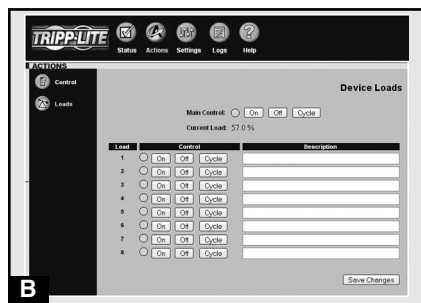 TRIPP·LITE
Status Actions Settings Logs Help
ACTIONS
Control
Loads
Device Loads
Main Control: On Off Cycle
Current Load: 57.0 %
Load Control Description
1 On Off Cycle
2 On Off Cycle
3 On Off Cycle
4 On Off Cycle
5 On Off Cycle
6 On Off Cycle
7 On Off Cycle
8 On Off Cycle
Save Changes
B